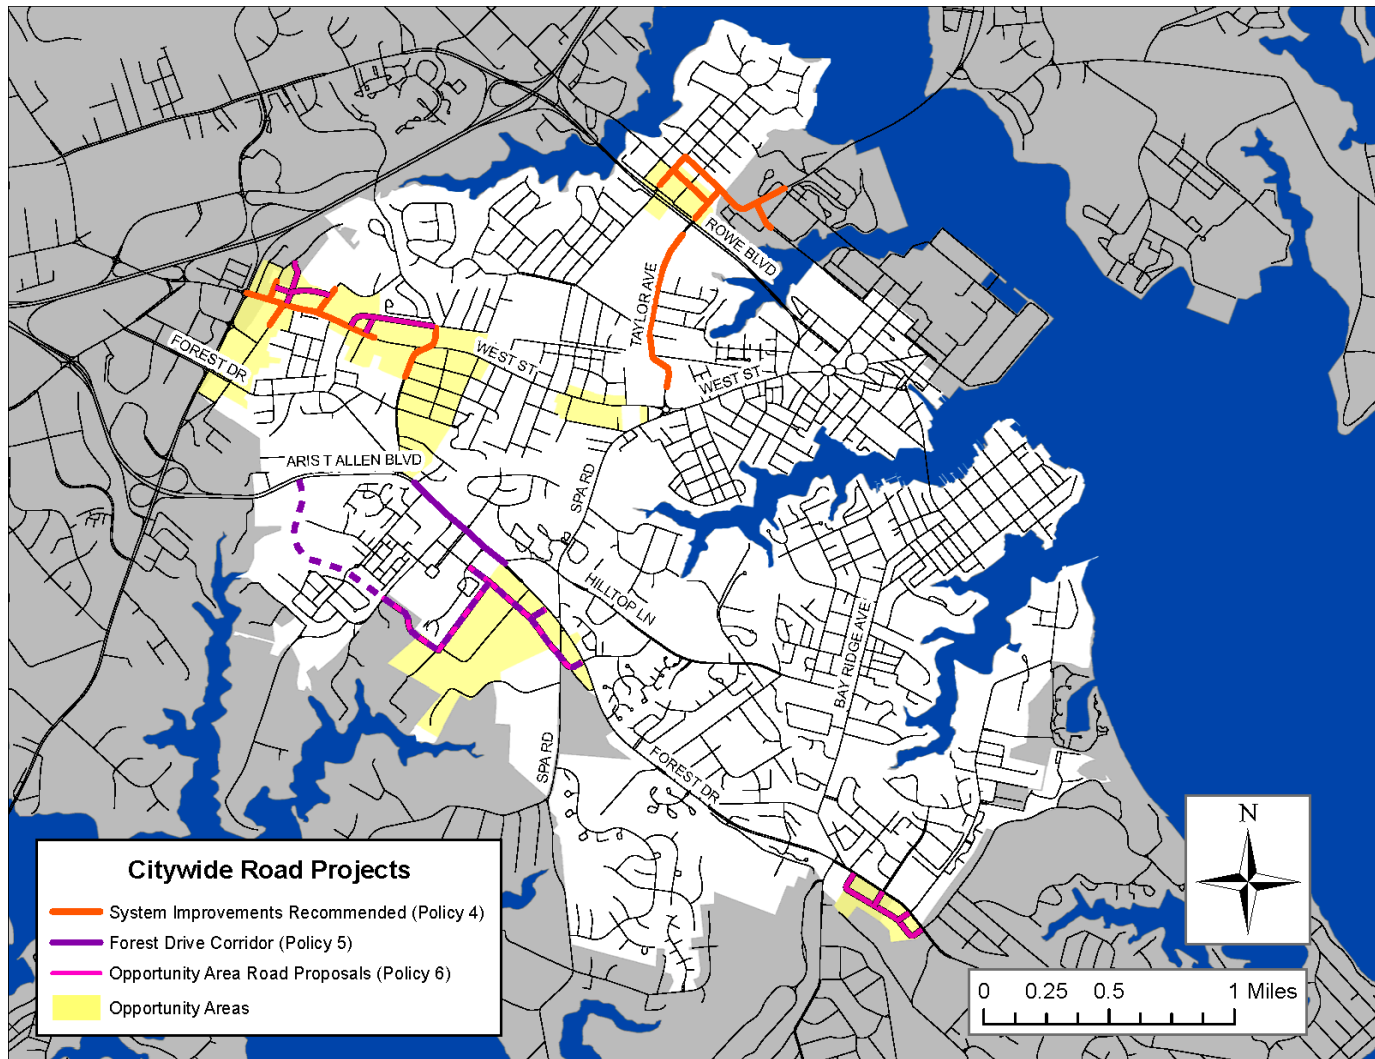 ROWE BLVD
TAYLOR AVE
FOREST DR
WEST ST
WEST ST
ARIS T ALLEN BLVD
SPA RD
HILLTOP LN
BAY RIDGE AVE
SPA RD
FOREST DR
N
Citywide Road Projects
System Improvements Recommended (Policy 4)
Forest Drive Corridor (Policy 5)
Opportunity Area Road Proposals (Policy 6)
Opportunity Areas
0 0.25 0.5 1 Miles